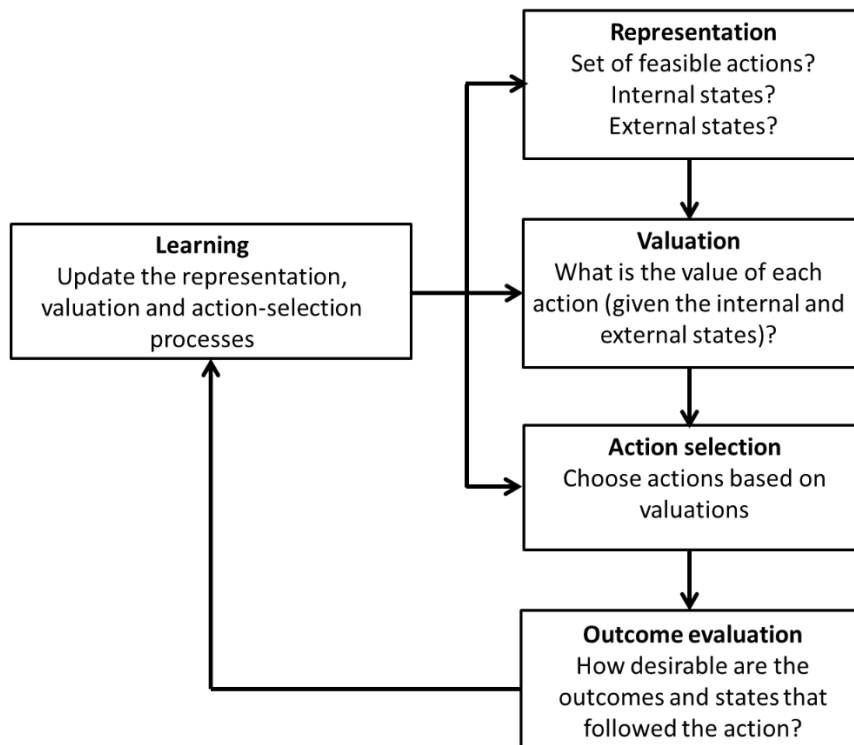 Representation
Set of feasible actions?
Internal states?
External states?
Learning
Update the representation,
valuation and action-selection
processes
Valuation
What is the value of each
action (given the internal and
external states)?
Action selection
Choose actions based on
valuations
Outcome evaluation
How desirable are the
outcomes and states that
followed the action?